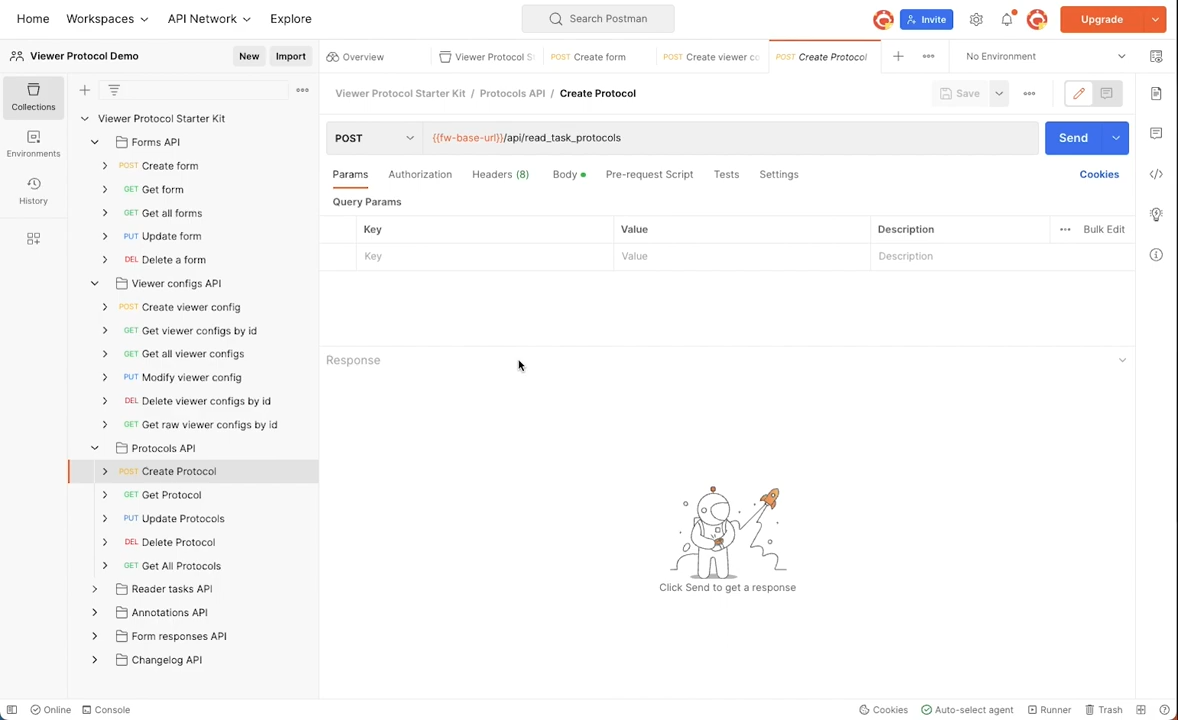 Home Workspaces API Network Explore Search Postman Invite Upgrade
Viewer Protocol Demo New Import Overview Viewer Protocol S POST Create form POST Create viewer co POST Create Protocol No Environment
Collections
Environments
History
Viewer Protocol Starter Kit
Forms API
POST Create form
GET Get form
GET Get all forms
PUT Update form
DEL Delete a form
Viewer configs API
POST Create viewer config
GET Get viewer configs by id
GET Get all viewer configs
PUT Modify viewer config
DEL Delete viewer configs by id
GET Get raw viewer configs by id
Protocols API
POST Create Protocol
GET Get Protocol
PUT Update Protocols
DEL Delete Protocol
GET Get All Protocols
Reader tasks API
Annotations API
Form responses API
Changelog API
Viewer Protocol Starter Kit / Protocols API / Create Protocol Save
POST {{fw-base-url}}/api/read_task_protocols Send
Params Authorization Headers (8) Body Pre-request Script Tests Settings Cookies
Query Params
Key Value Description Bulk Edit
Key Value Description
Response
Click Send to get a response
Online Console Cookies Auto-select agent Runner Trash